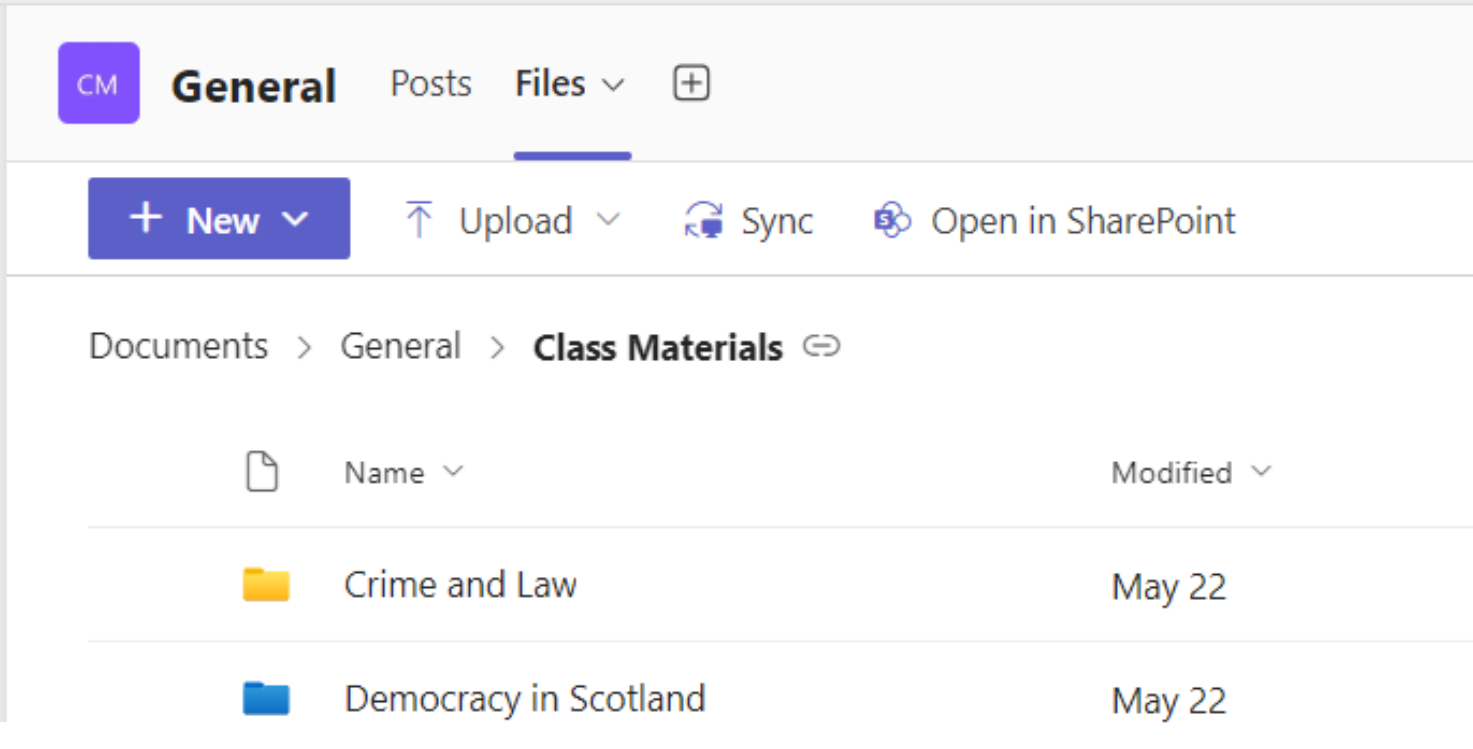 CM General Posts Files
New Upload Sync Open in SharePoint
Documents > General > Class Materials
Name Modified
Crime and Law May 22
Democracy in Scotland May 22